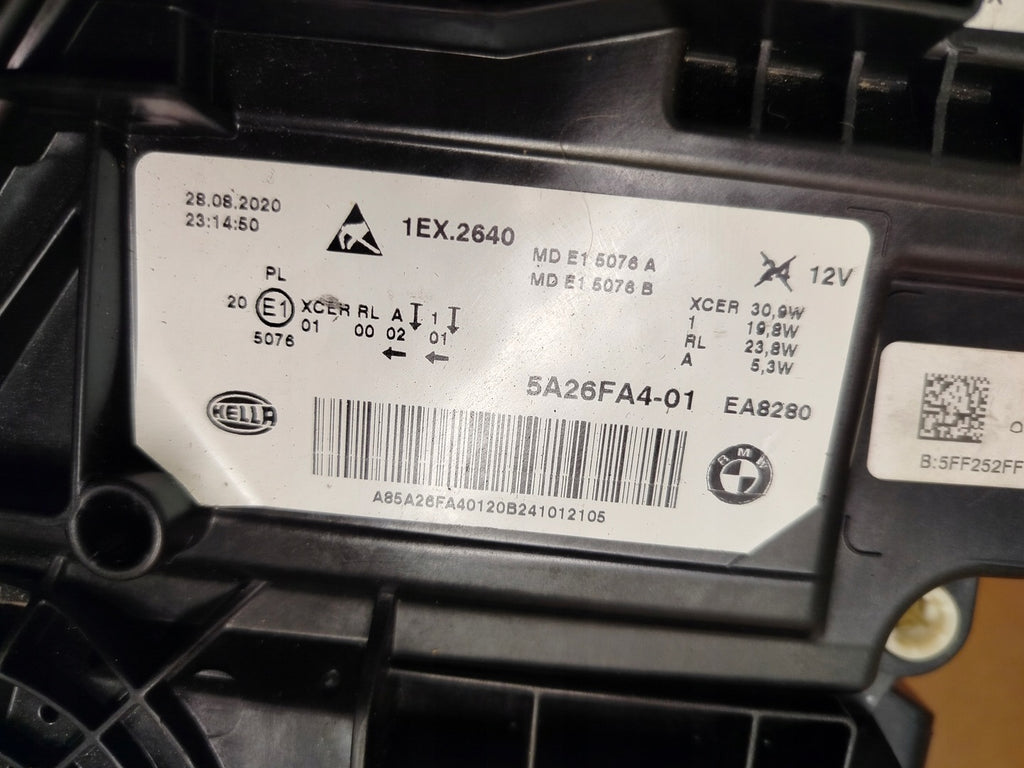 28.08.2020
23:14:50
1EX.2640
MD E1 5076 A
MD E1 5076 B
24 12V
PL
20 E1 XCER RL A 1
01 00 02 01
5076
XCER 30,9W
1 19,8W
RL 23,8W
A 5,3W
5A26FA4-01 EA8280
HELLA
BMW
A85A26FA40120B241012105
B:5FF252FF